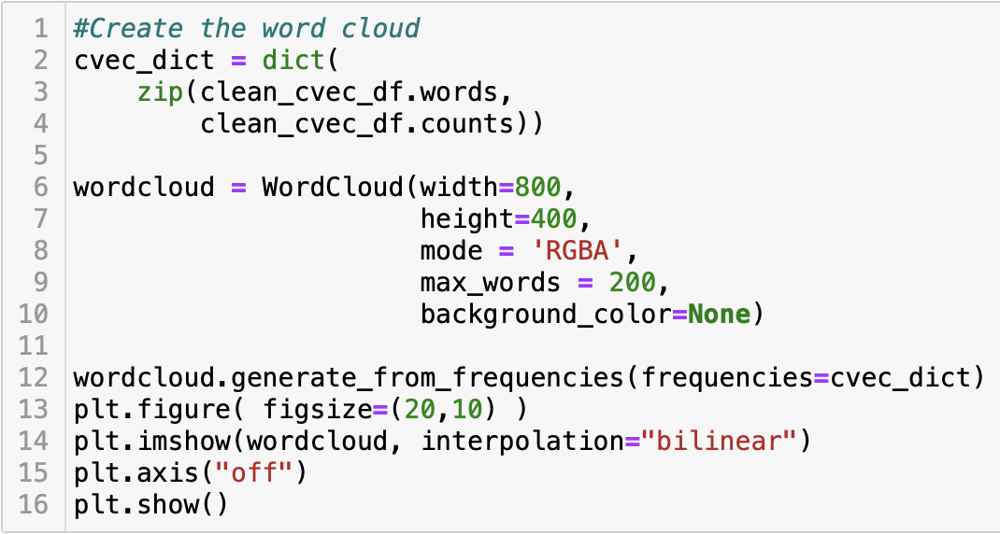 1 #Create the word cloud
2 cvec_dict = dict(
3     zip(clean_cvec_df.words,
4         clean_cvec_df.counts))
5
6 wordcloud = WordCloud(width=800,
7                       height=400,
8                       mode = 'RGBA',
9                       max_words = 200,
10                       background_color=None)
11
12 wordcloud.generate_from_frequencies(frequencies=cvec_dict)
13 plt.figure( figsize=(20,10) )
14 plt.imshow(wordcloud, interpolation="bilinear")
15 plt.axis("off")
16 plt.show()